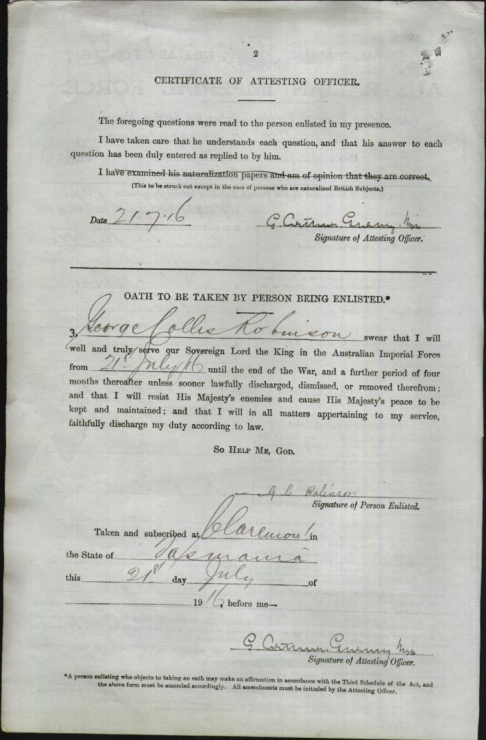 2
CERTIFICATE OF ATTESTING OFFICER.
The foregoing questions were read to the person enlisted in my presence.
I have taken care that he understands each question, and that his answer to each
question has been duly entered as replied to by him.
I have examined his naturalization papers and am of opinion that they are correct.
(This to be struck out except in the case of persons who are naturalized British Subjects.)
Date 21.7.16
G. Arthur
Signature of Attesting Officer.
2
OATH TO BE TAKEN BY PERSON BEING ENLISTED.*
3, George Collis Robinson swear that I will
well and truly serve our Sovereign Lord the King in the Australian Imperial Force
from 21st July/16 until the end of the War, and a further period of four
months thereafter unless sooner lawfully discharged, dismissed, or removed therefrom;
and that I will resist His Majesty's enemies and cause His Majesty's peace to be
kept and maintained; and that I will in all matters appertaining to my service,
faithfully discharge my duty according to law.
SO HELP ME, GOD.
G C Robinson
Signature of Person Enlisted.
Taken and subscribed at Claremont in
the State of Tasmania
this 21st day July of
1916, before me—
G. Arthur
Signature of Attesting Officer.
*A person enlisting who objects to taking an oath may make an affirmation in accordance with the Third Schedule of the Act, and
the above form must be amended accordingly. All amendments must be initialed by the Attesting Officer.